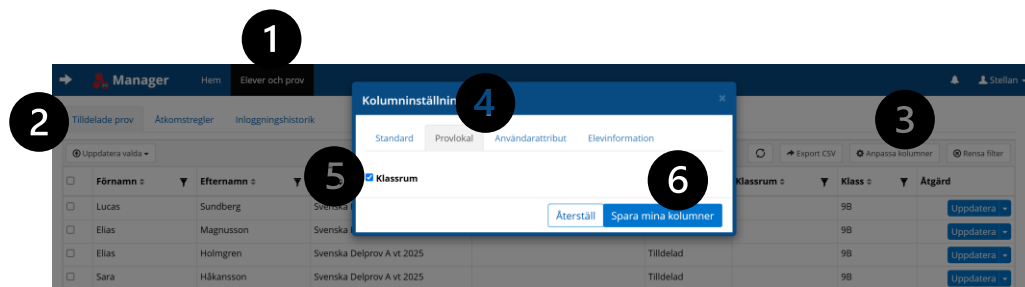 1
Manager Hem Elever och prov Stellan
Kolumninställnin 4
2 Tilldelade prov Åtkomstregler Inloggningshistorik
3
Standard Provlokal Användarattribut Elevinformation
Uppdatera valda Export CSV Anpassa kolumner Rensa filter
5 Klassrum 6
Förnamn Efternamn Klassrum Klass Åtgärd
Lucas Sundberg Svenska 9B Uppdatera
Återställ Spara mina kolumner
Elias Magnusson Svenska 9B Uppdatera
Elias Holmgren Svenska Delprov A vt 2025 Tilldelad 9B Uppdatera
Sara Håkansson Svenska Delprov A vt 2025 Tilldelad 9B Uppdatera